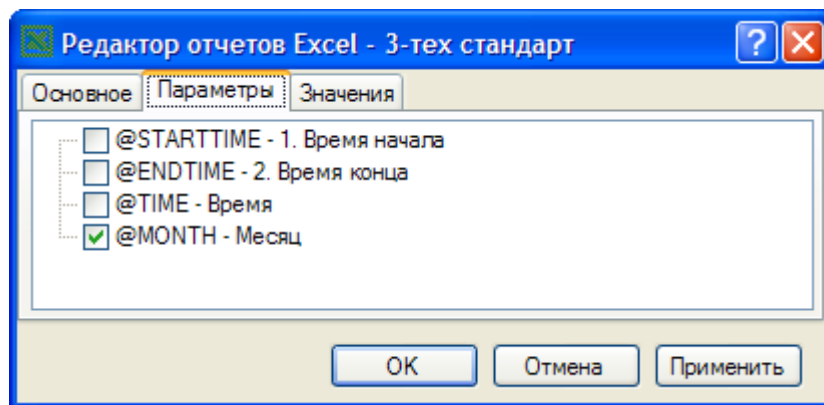 Редактор отчетов Excel - 3-тех стандарт
Основное Параметры Значения
@STARTTIME - 1. Время начала
@ENDTIME - 2. Время конца
@TIME - Время
@MONTH - Месяц
OK Отмена Применить